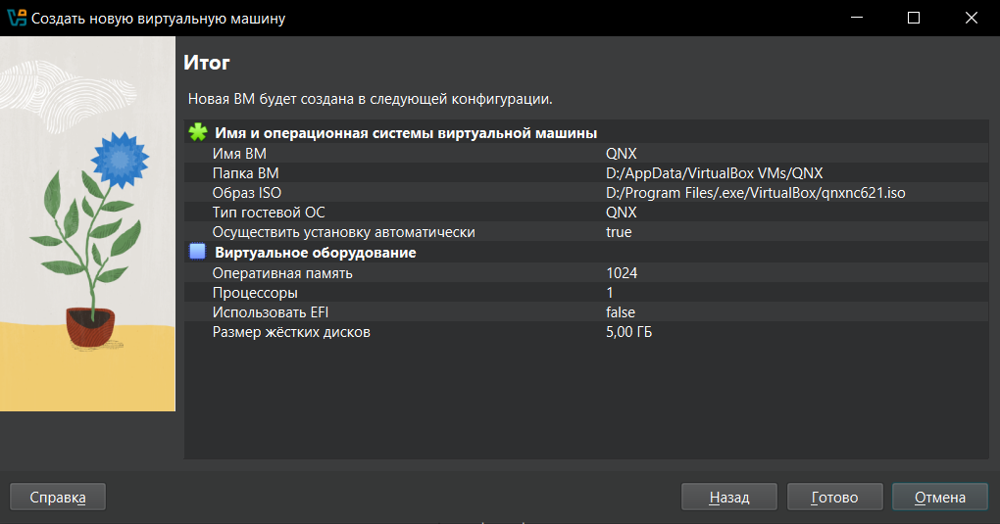 Создать новую виртуальную машину
Итог
Новая ВМ будет создана в следующей конфигурации.
Имя и операционная системы виртуальной машины
Имя ВМ QNX
Папка ВМ D:/AppData/VirtualBox VMs/QNX
Образ ISO D:/Program Files/.exe/VirtualBox/qnxnc621.iso
Тип гостевой ОС QNX
Осуществить установку автоматически true
Виртуальное оборудование
Оперативная память 1024
Процессоры 1
Использовать EFI false
Размер жёстких дисков 5,00 ГБ
Справка Назад Готово Отмена